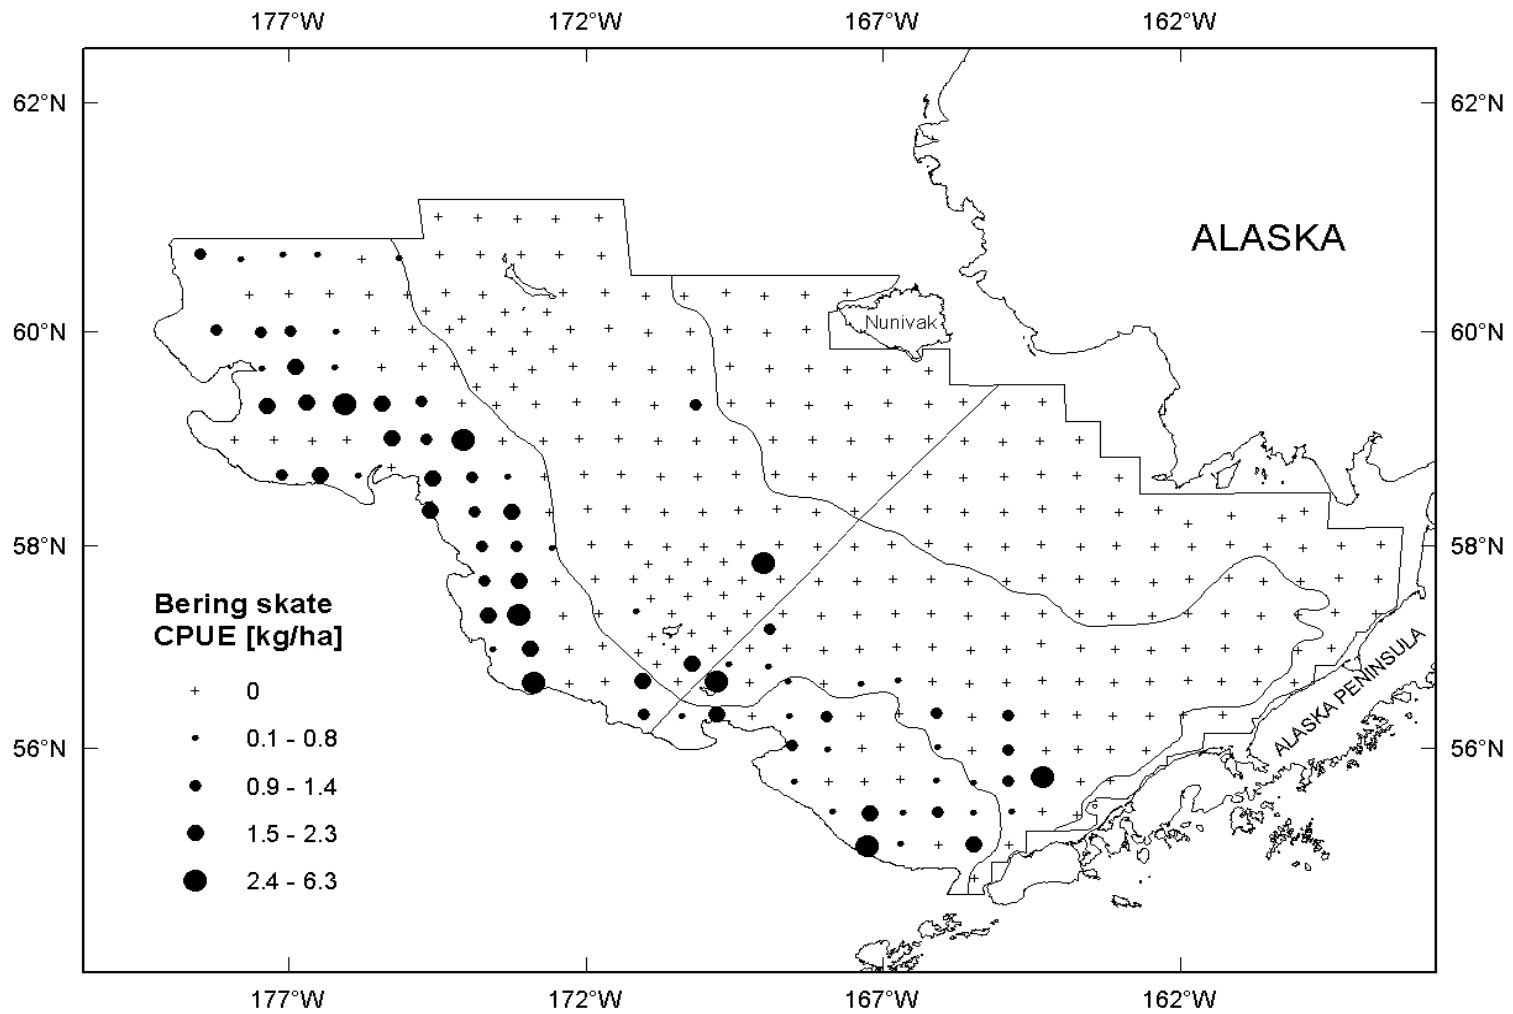 177°W 172°W 167°W 162°W
62°N 62°N
ALASKA
60°N Nunivak 60°N
58°N 58°N
Bering skate
CPUE [kg/ha]
0
0.1 - 0.8
0.9 - 1.4
1.5 - 2.3
2.4 - 6.3
ALASKA PENINSULA
56°N 56°N
177°W 172°W 167°W 162°W